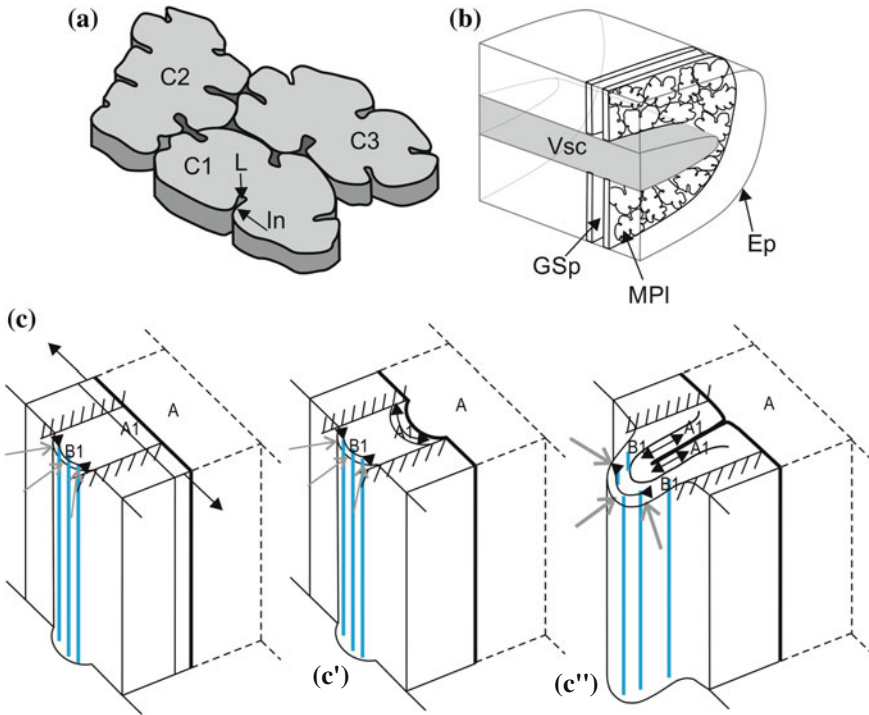 (a)
C2
C1
C3
L
In
(b)
Vsc
GSp
MPl
Ep
(c)
A
A1
B1
(c')
A
A1
B1
(c'')
A
A1
A1
B1
B1